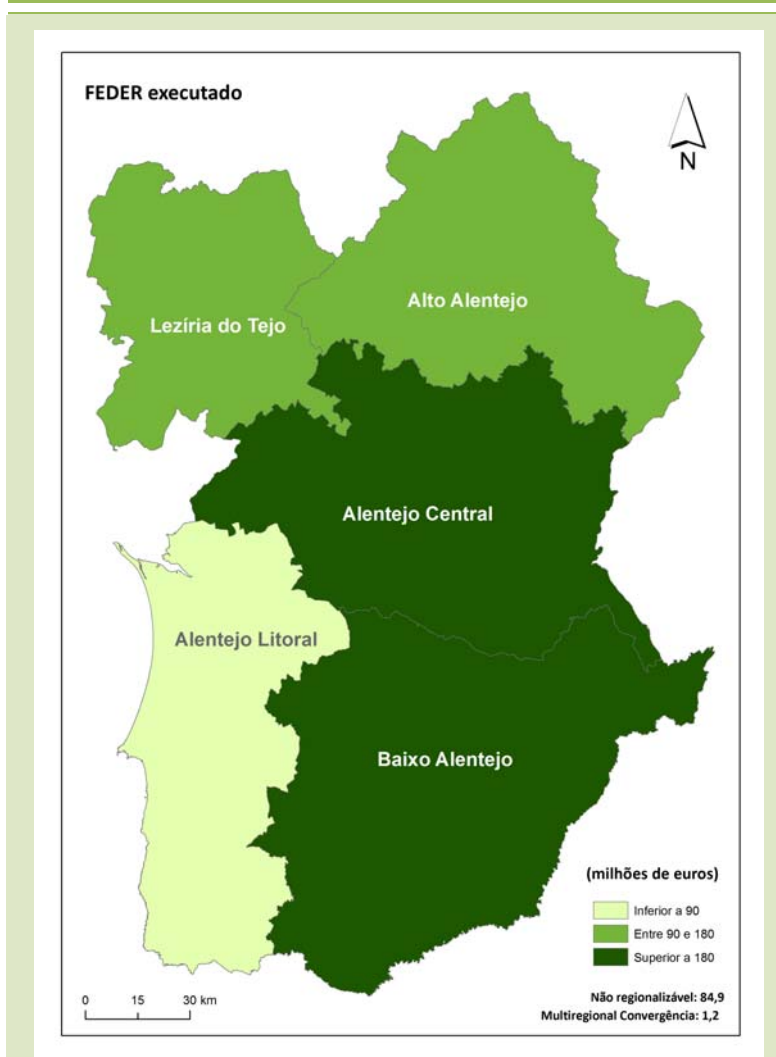 FEDER executado
N
Alto Alentejo
Lezíria do Tejo
Alentejo Central
Alentejo Litoral
Baixo Alentejo
(milhões de euros)
Inferior a 90
Entre 90 e 180
Superior a 180
0 15 30 km
Não regionalizável: 84,9
Multiregional Convergência: 1,2